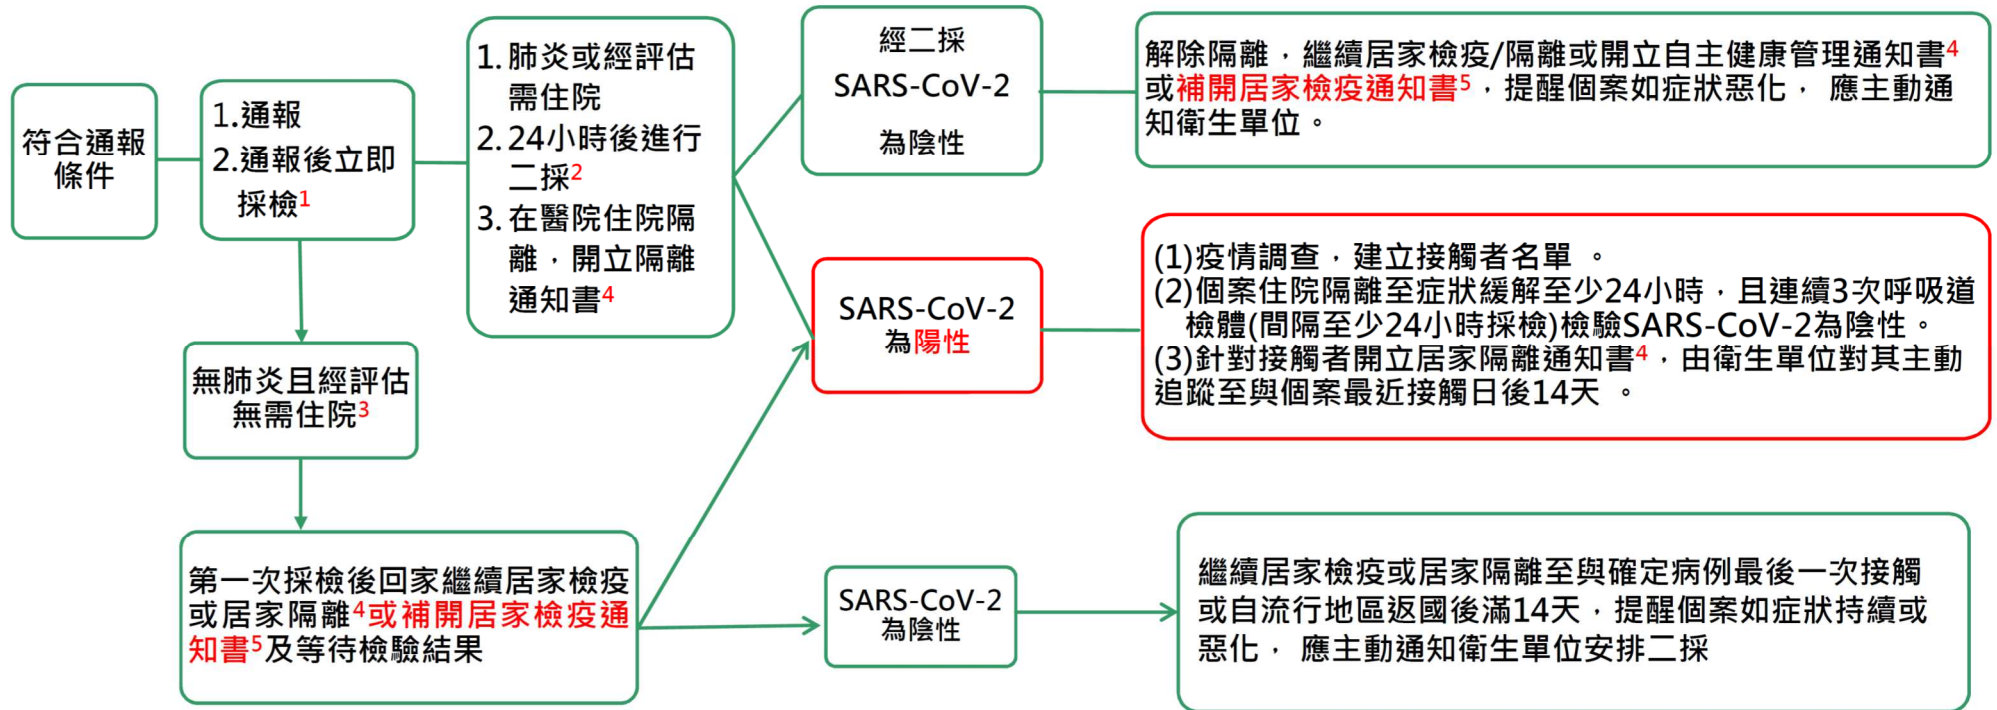 符合通報
條件
1.通報
2.通報後立即
採檢1
1.肺炎或經評估
需住院
2.24小時後進行
二採2
3.在醫院住院隔
離，開立隔離
通知書4
經二採
SARS-CoV-2
為陰性
解除隔離，繼續居家檢疫/隔離或開立自主健康管理通知書4
或補開居家檢疫通知書5，提醒個案如症狀惡化， 應主動通
知衛生單位。
SARS-CoV-2
為陽性
(1)疫情調查，建立接觸者名單 。
(2)個案住院隔離至症狀緩解至少24小時，且連續3次呼吸道
檢體(間隔至少24小時採檢)檢驗SARS-CoV-2為陰性。
(3)針對接觸者開立居家隔離通知書4，由衛生單位對其主動
追蹤至與個案最近接觸日後14天 。
無肺炎且經評估
無需住院3
第一次採檢後回家繼續居家檢疫
或居家隔離4或補開居家檢疫通
知書5及等待檢驗結果
SARS-CoV-2
為陰性
繼續居家檢疫或居家隔離至與確定病例最後一次接觸
或自流行地區返國後滿14天，提醒個案如症狀持續或
惡化， 應主動通知衛生單位安排二採